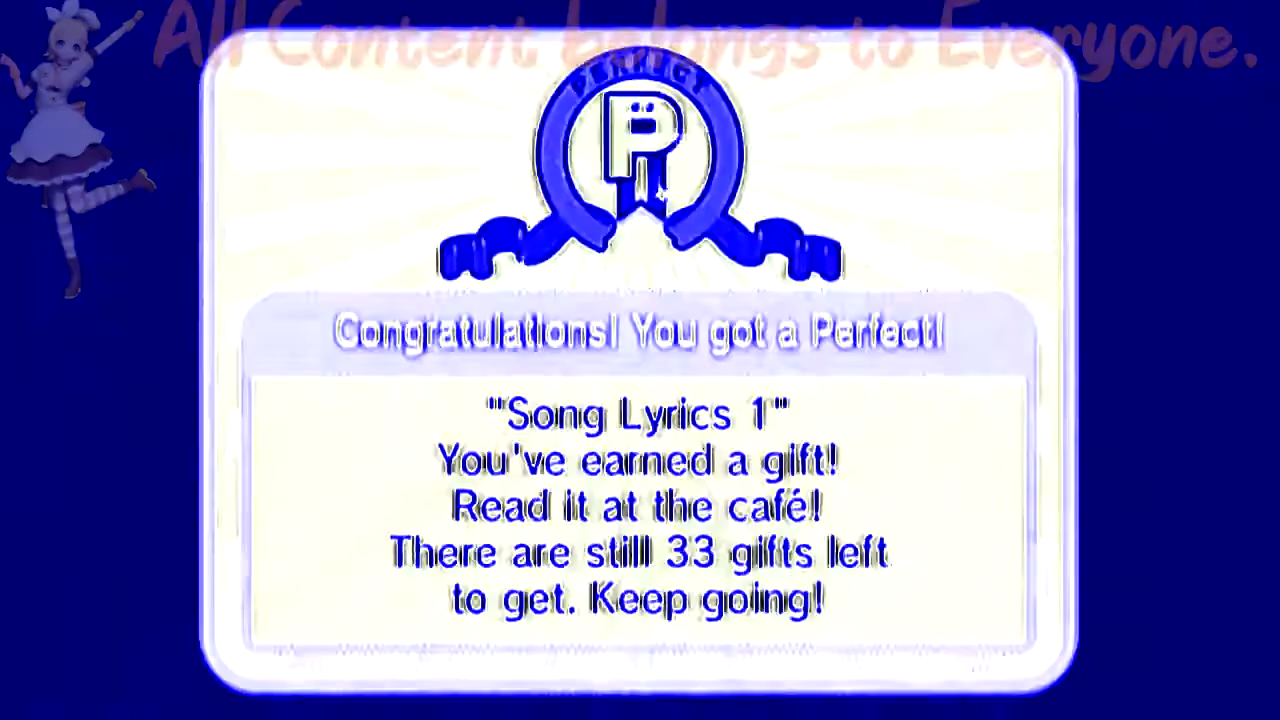 All Content belongs to Everyone.
PERFECT
P
Congratulations! You got a Perfect!
"Song Lyrics 1"
You've earned a gift!
Read it at the café!
There are still 33 gifts left
to get. Keep going!